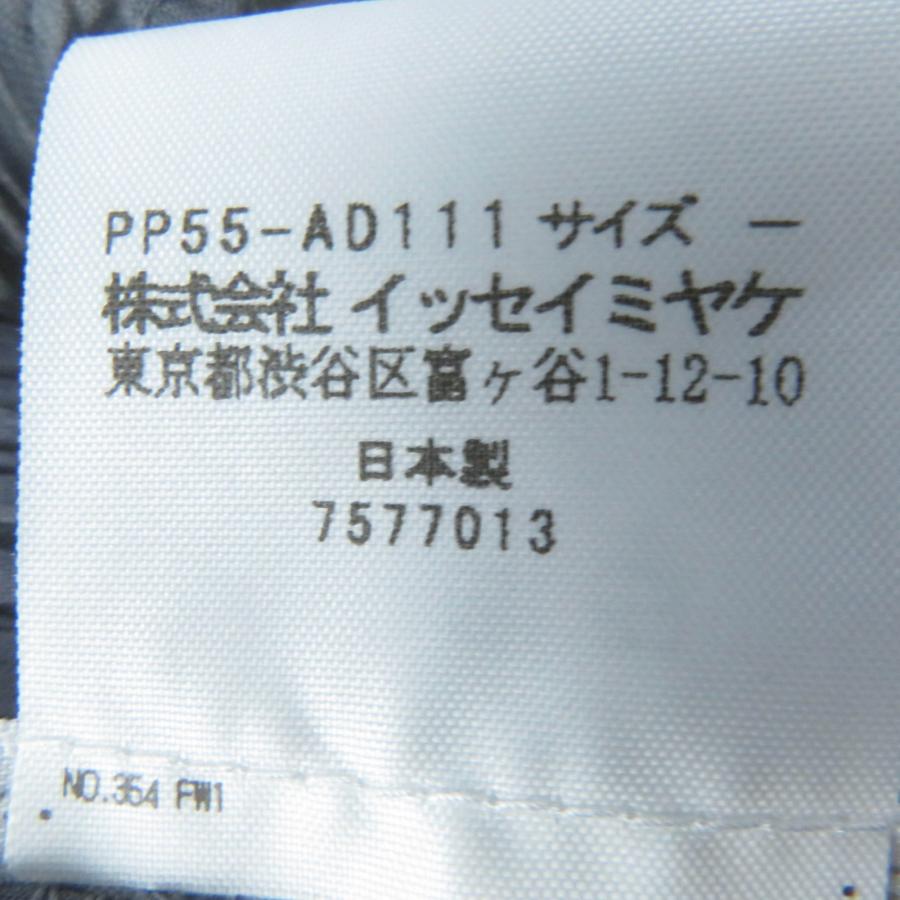 PP55-AD111 サイズ ー
株式会社 イッセイミヤケ
東京都渋谷区富ヶ谷1-12-10
日本製
7577013
NO.354 FW1